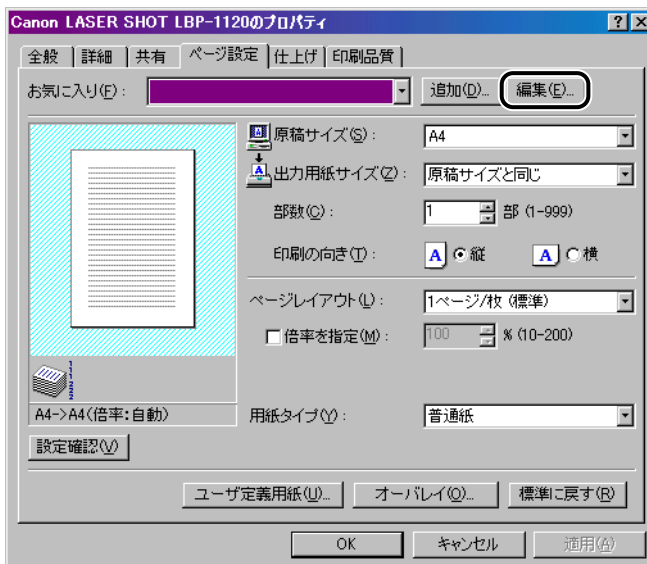 Canon LASER SHOT LBP-1120のプロパティ
全般 詳細 共有 ページ設定 仕上げ 印刷品質
お気に入り(F): 追加(D)... 編集(E)...
原稿サイズ(S): A4
出力用紙サイズ(Z): 原稿サイズと同じ
部数(C): 1 部 (1-999)
印刷の向き(T): A 縦 A 横
ページレイアウト(L): 1ページ/枚 (標準)
倍率を指定(M): 100 % (10-200)
A4->A4(倍率:自動)
用紙タイプ(Y): 普通紙
設定確認(V)
ユーザ定義用紙(U)... オーバレイ(O)... 標準に戻す(R)
OK キャンセル 適用(A)